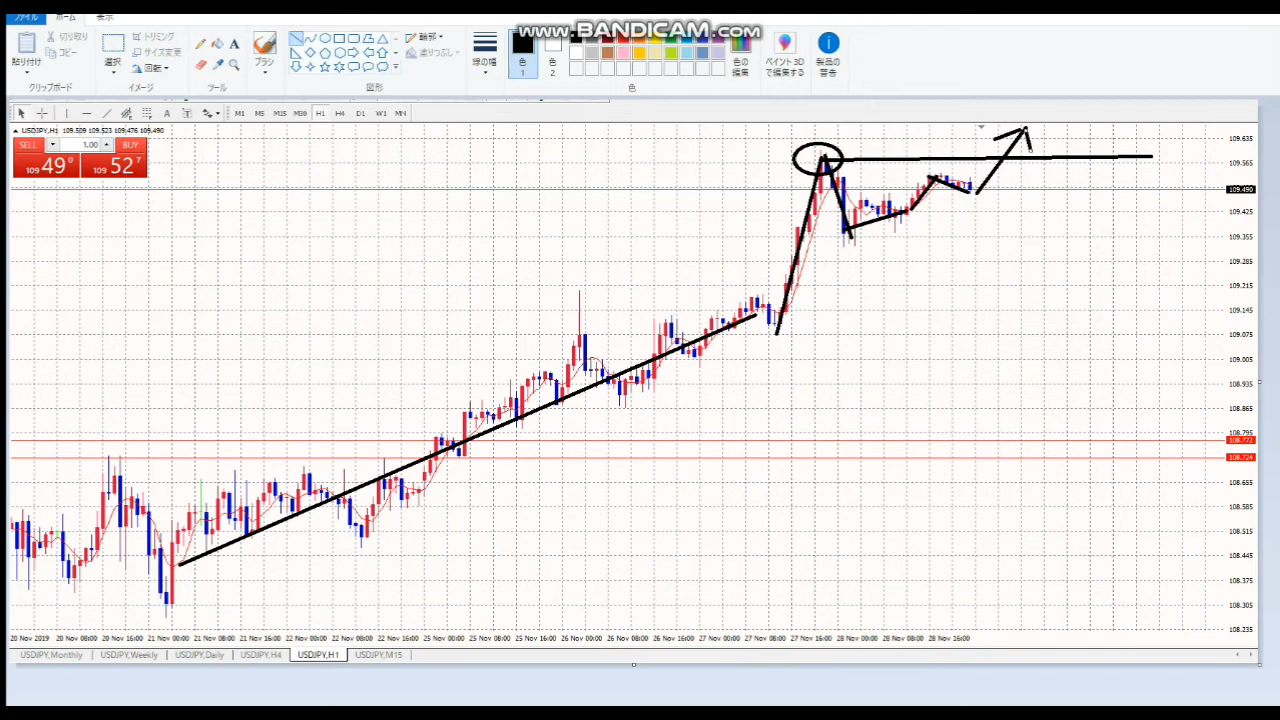 www.BANDICAM.com
ファイル ホーム 表示
貼り付け
切り取り
コピー
クリップボード
選択
トリミング
サイズ変更
回転
イメージ
A
ツール
ブラシ
輪郭
塗りつぶし
図形
線の幅
色
1
色
2
色の
編集
色
ペイント 3D
で編集する
製品の
警告
A T M1 M5 M15 M30 H1 H4 D1 W1 MN
USDJPY,H1 109.509 109.523 109.476 109.490
SELL 1.00 BUY
109 49 0 109 52 7
109.635
109.565
109.490
109.425
109.355
109.285
109.215
109.145
109.075
109.005
108.935
108.865
108.795
108.772
108.724
108.655
108.585
108.515
108.445
108.375
108.305
108.235
20 Nov 2019 20 Nov 08:00 20 Nov 16:00 21 Nov 00:00 21 Nov 08:00 21 Nov 16:00 22 Nov 00:00 22 Nov 08:00 22 Nov 16:00 25 Nov 00:00 25 Nov 08:00 25 Nov 16:00 26 Nov 00:00 26 Nov 08:00 26 Nov 16:00 27 Nov 00:00 27 Nov 08:00 27 Nov 16:00 28 Nov 00:00 28 Nov 08:00 28 Nov 16:00
USDJPY,Monthly USDJPY,Weekly USDJPY,Daily USDJPY,H4 USDJPY,H1 USDJPY,M15